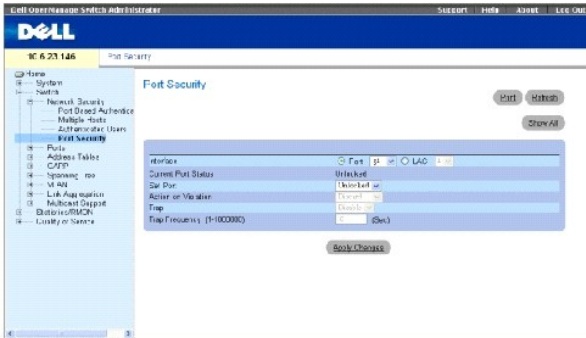 Dell OpenManage Switch Administrator
Support Help About Log Out
DELL
10.6.23.146 Port Security
Home
System
Switch
Network Security
Port Based Authentica
Multiple Hosts
Authenticated Users
Port Security
Ports
Address Tables
GARP
Spanning Tree
VLAN
Link Aggregation
Multicast Support
Statistics/RMON
Quality of Service
Port Security
Print Refresh
Show All
Interface Port g1 LAG
Current Port Status Unlocked
Set Port Unlocked
Action on Violation Discard
Trap Disable
Trap Frequency (1-1000000) (Sec)
Apply Changes